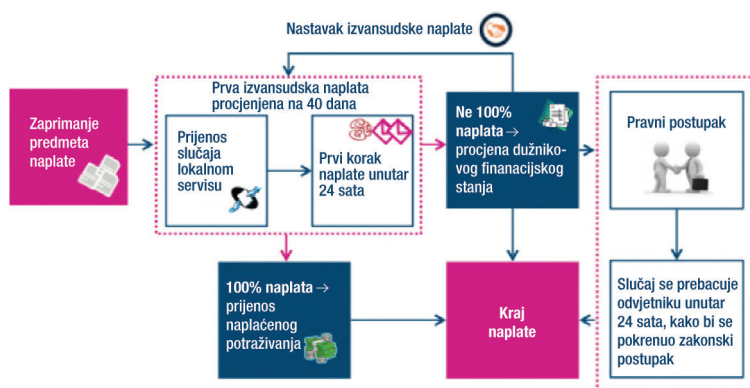 Nastavak izvansudske naplate
Zaprimanje
predmeta
naplate
Prva izvansudska naplata
procjenjena na 40 dana
Prijenos
slučaja
lokalnom
servisu
Prvi korak
naplate unutar
24 sata
Ne 100%
naplata →
procjena dužniko-
vog finanacijskog
stanja
Pravni postupak
100% naplata →
prijenos
naplaćenog
potraživanja
Kraj
naplate
Slučaj se prebacuje
odvjetniku unutar
24 sata, kako bi se
pokrenuo zakonski
postupak